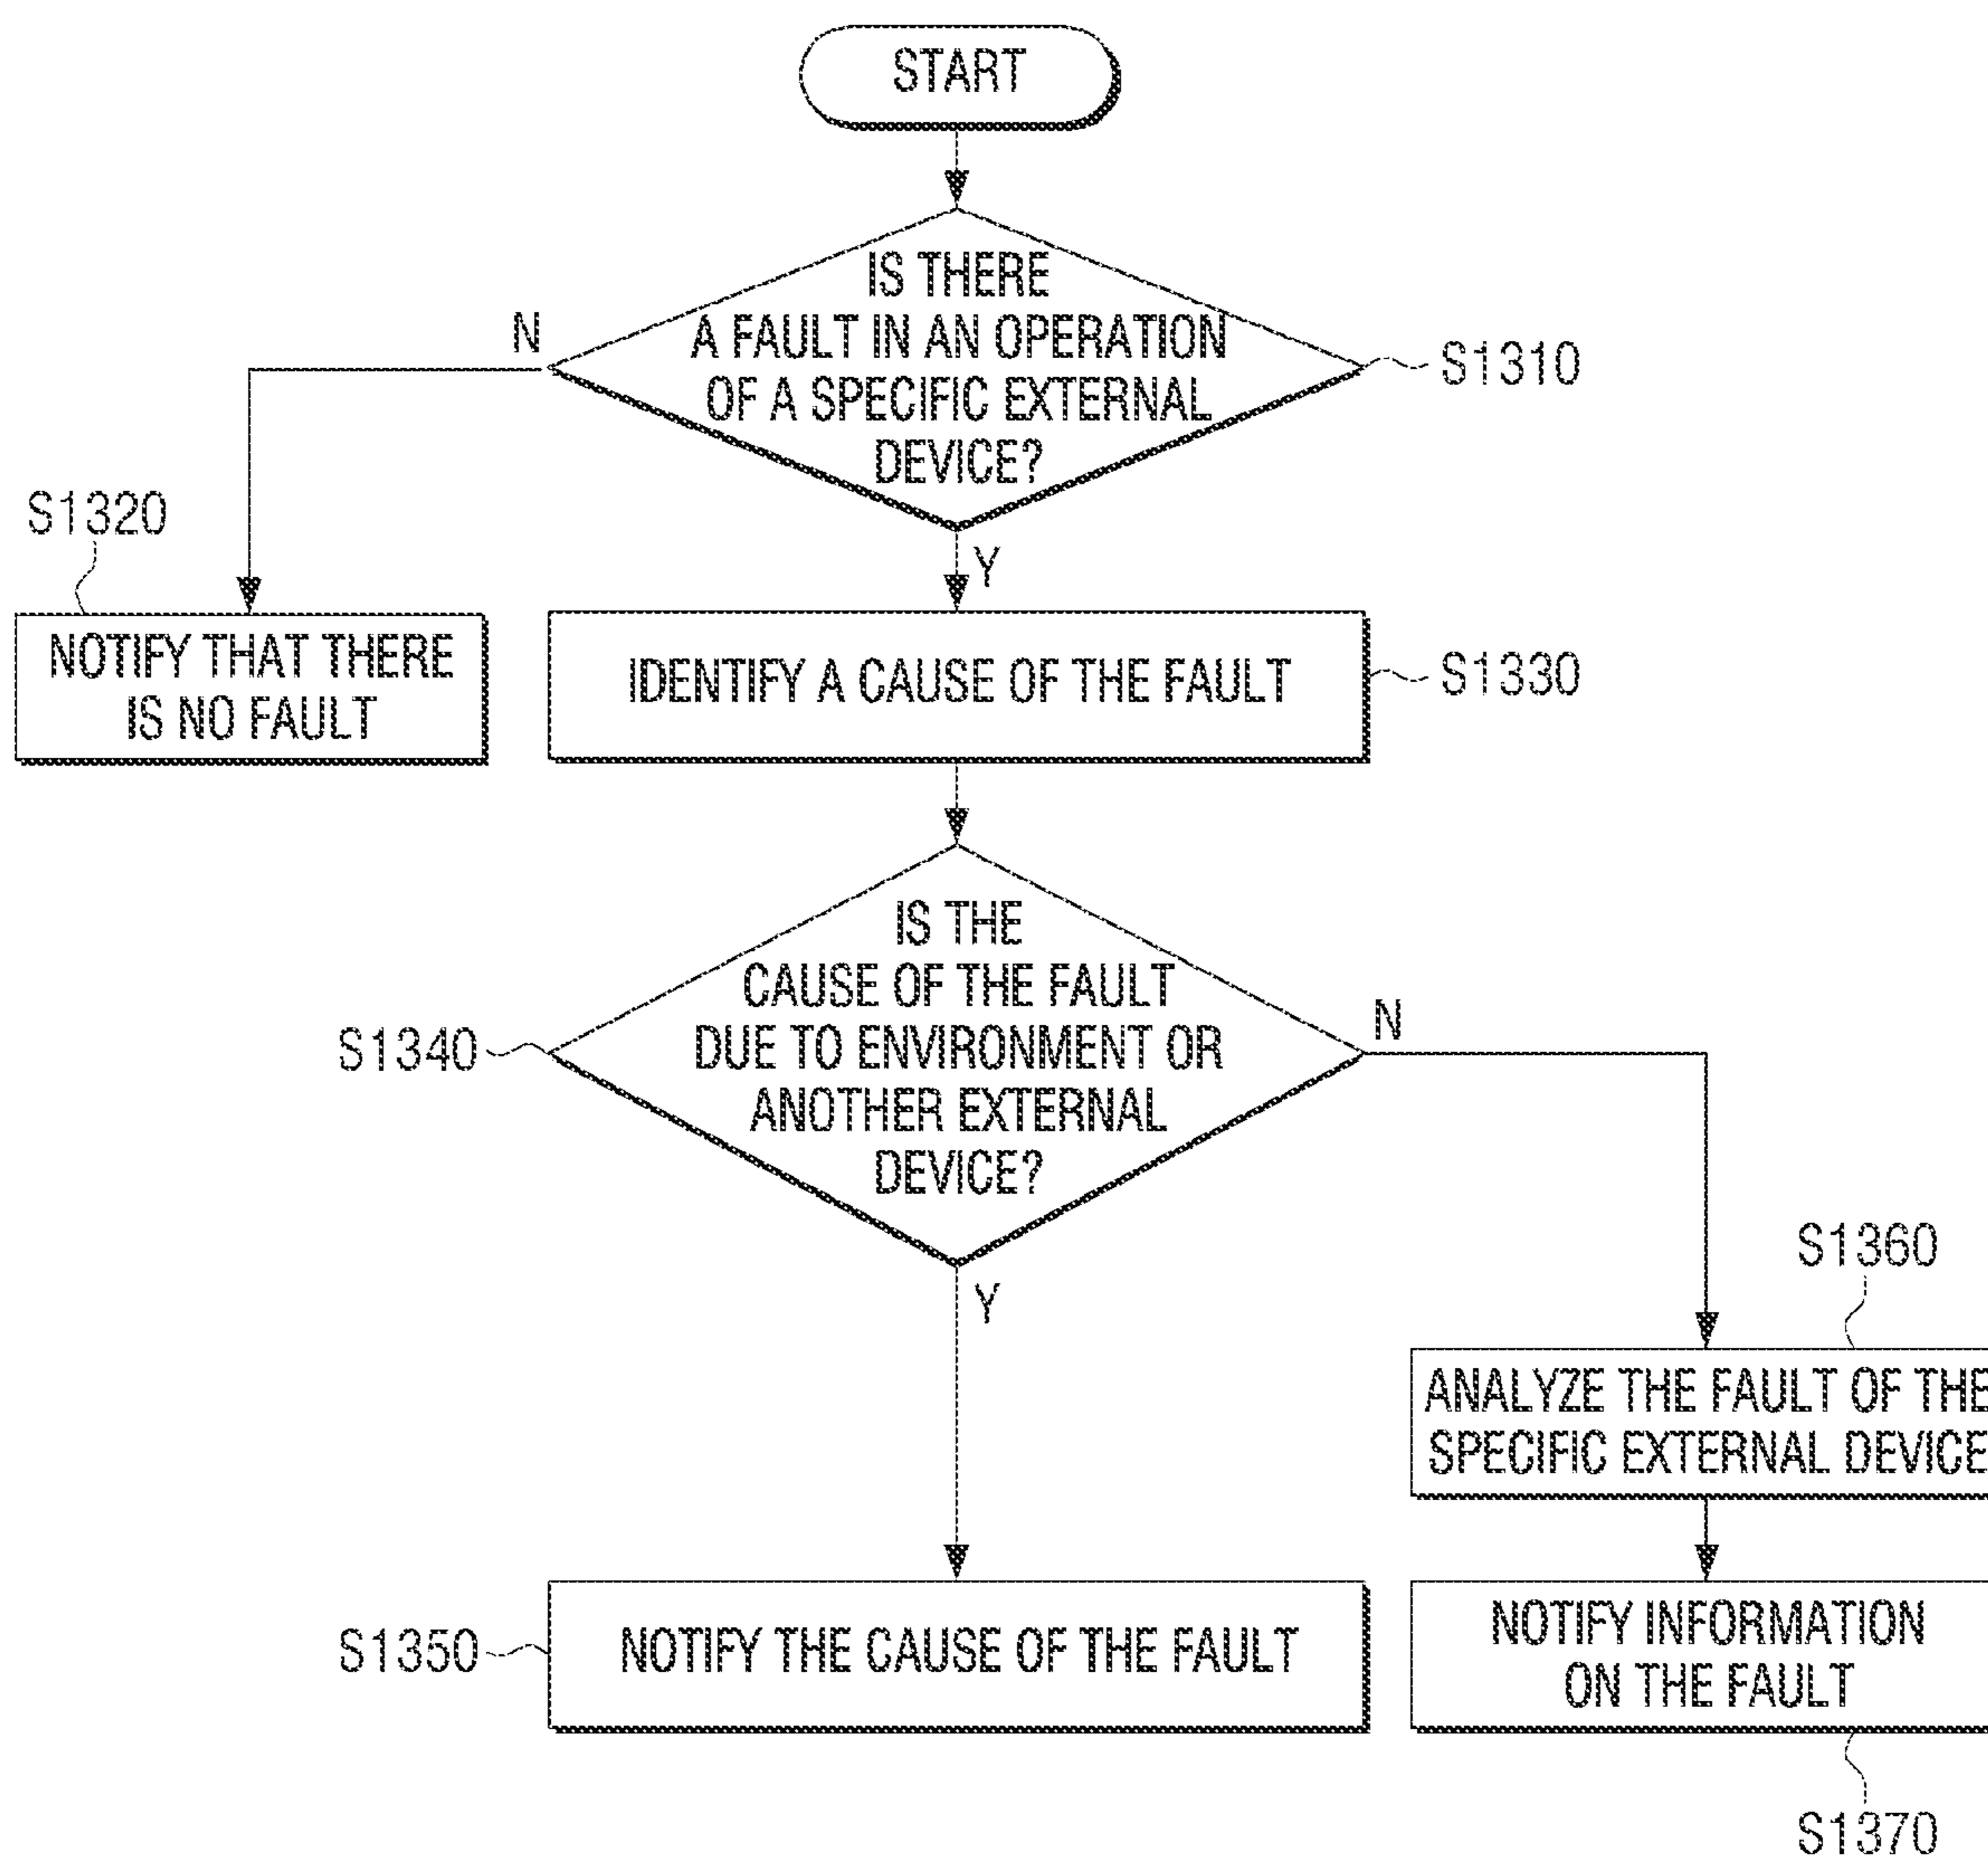 START
IS THERE
A FAULT IN AN OPERATION
OF A SPECIFIC EXTERNAL
DEVICE?
N
S1310
Y
S1320
NOTIFY THAT THERE
IS NO FAULT
IDENTIFY A CAUSE OF THE FAULT
S1330
IS THE
CAUSE OF THE FAULT
DUE TO ENVIRONMENT OR
ANOTHER EXTERNAL
DEVICE?
S1340
N
Y
S1360
ANALYZE THE FAULT OF THE
SPECIFIC EXTERNAL DEVICE
S1350
NOTIFY THE CAUSE OF THE FAULT
NOTIFY INFORMATION
ON THE FAULT
S1370